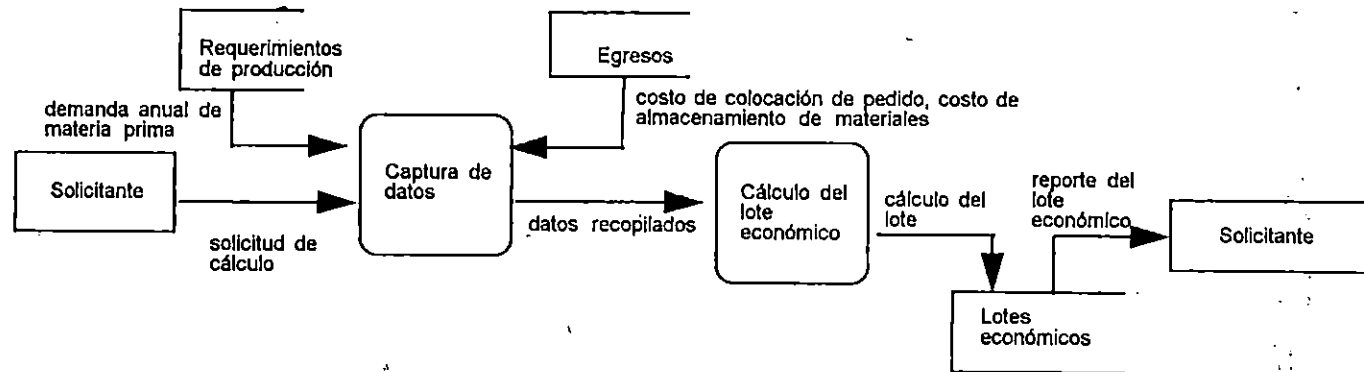 Requerimientos
de producción
Egresos
demanda anual de
materia prima
costo de colocación de pedido, costo de
almacenamiento de materiales
Solicitante
Captura de
datos
Cálculo del
lote
económico
reporte del
lote
económico
cálculo del
lote
Solicitante
solicitud de
cálculo
datos recopilados
Lotes
económicos